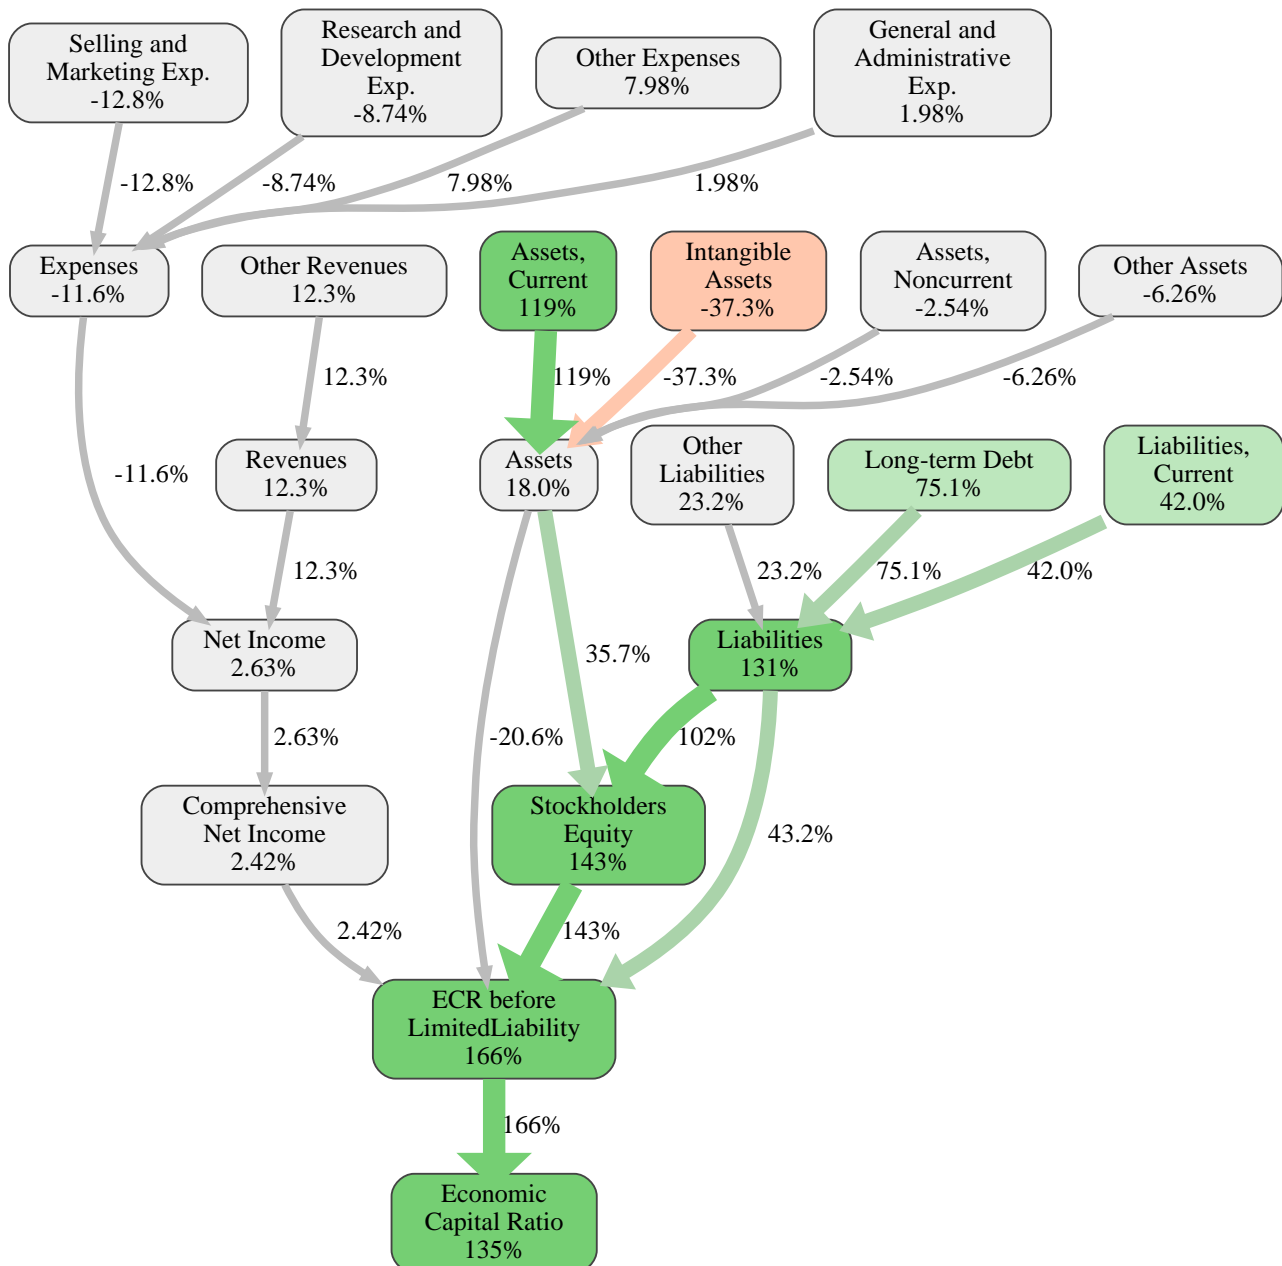 Selling and
Marketing Exp.
-12.8%
Research and
Development
Exp.
-8.74%
Other Expenses
7.98%
General and
Administrative
Exp.
1.98%
-12.8%
-8.74%
7.98%
1.98%
Expenses
-11.6%
Other Revenues
12.3%
Assets,
Current
119%
Intangible
Assets
-37.3%
Assets,
Noncurrent
-2.54%
Other Assets
-6.26%
12.3%
119%
-37.3%
-2.54%
-6.26%
-11.6%
Revenues
12.3%
Assets
18.0%
Other
Liabilities
23.2%
Long-term Debt
75.1%
Liabilities,
Current
42.0%
12.3%
23.2%
75.1%
42.0%
Net Income
2.63%
35.7%
Liabilities
131%
2.63%
-20.6%
102%
Comprehensive
Net Income
2.42%
Stockholders
Equity
143%
43.2%
2.42%
143%
ECR before
LimitedLiability
166%
166%
Economic
Capital Ratio
135%